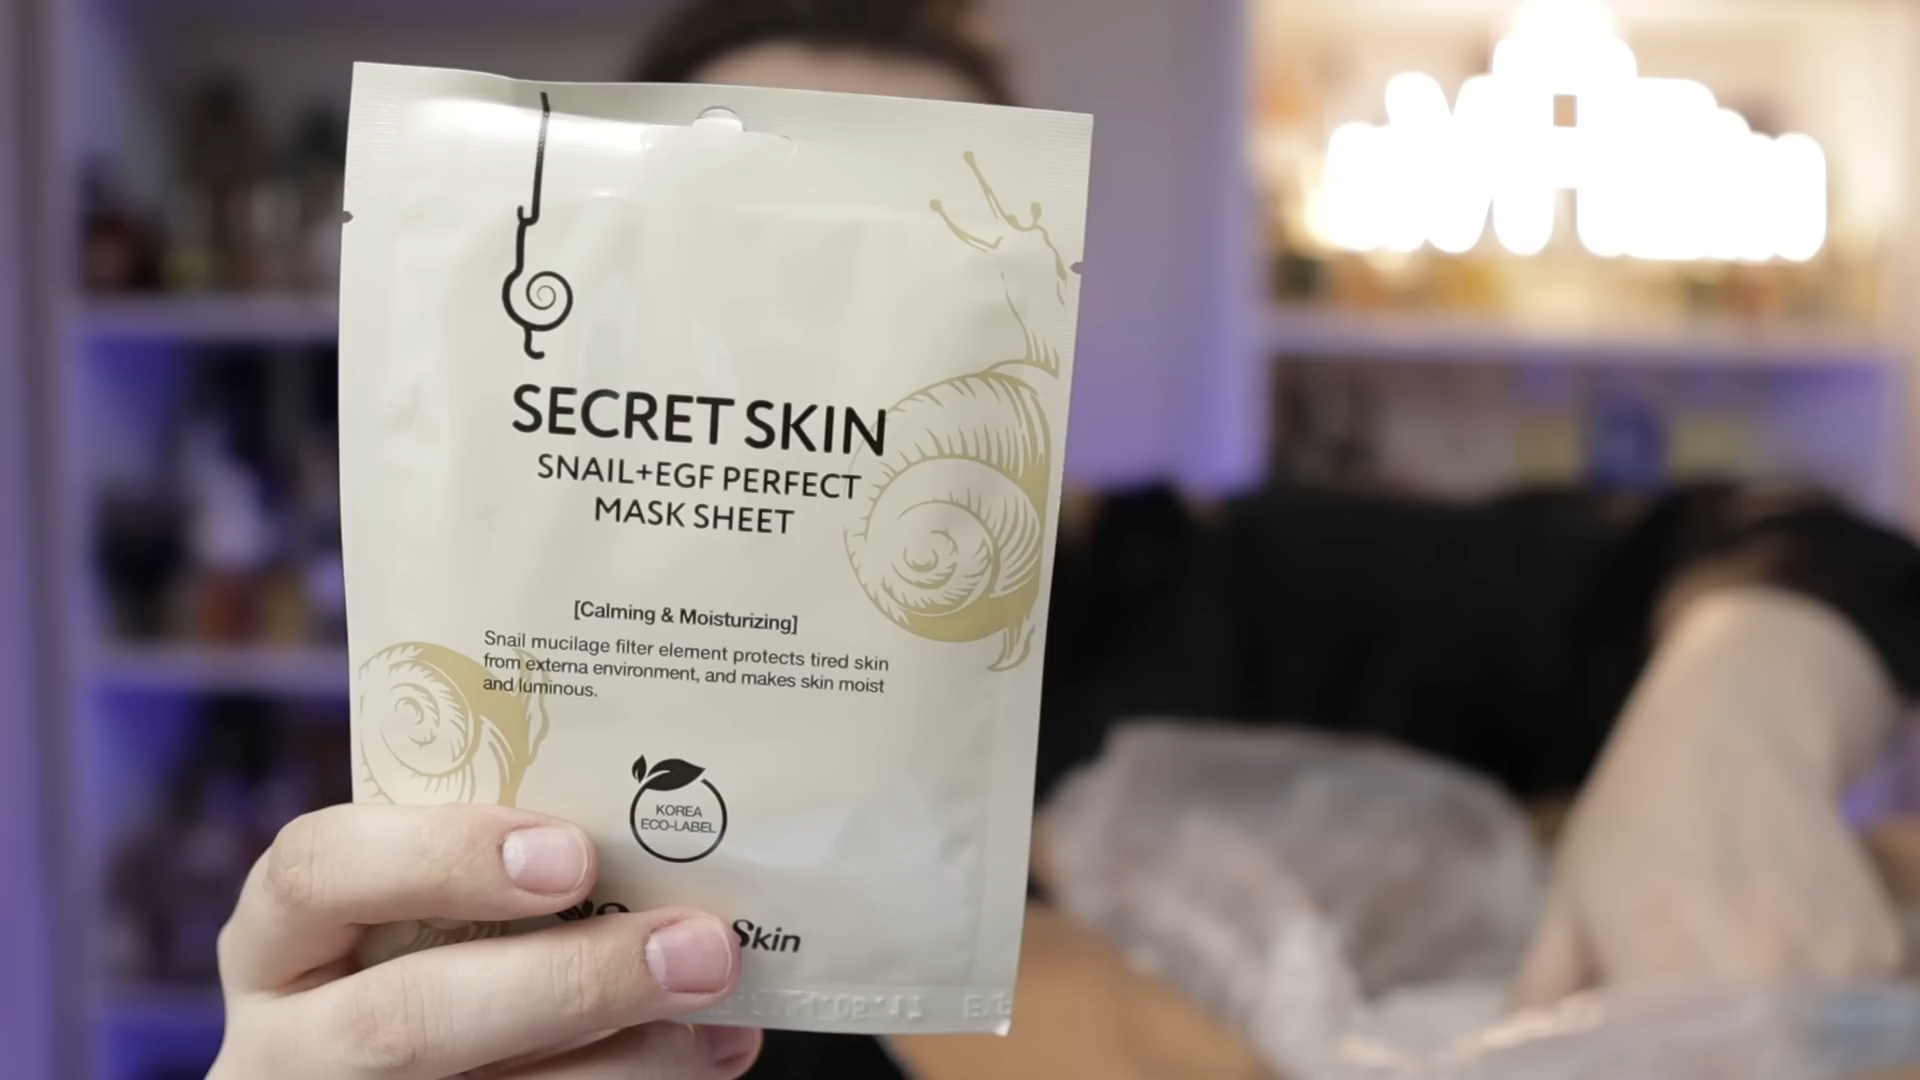 SECRET SKIN
SNAIL+EGF PERFECT
MASK SHEET
[Calming & Moisturizing]
Snail mucilage filter element protects tired skin
from externa environment, and makes skin moist
and luminous.
KOREA
ECO-LABEL
Skin